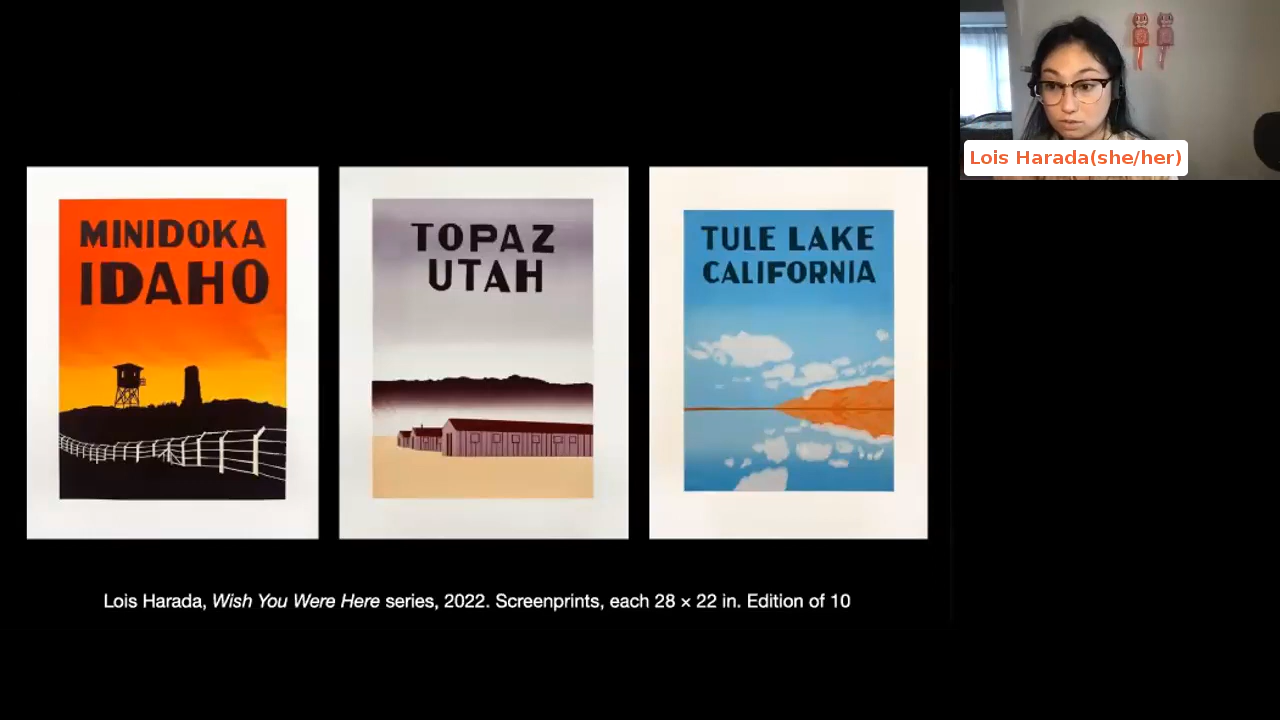 MINIDOKA
IDAHO
TOPAZ
UTAH
TULE LAKE
CALIFORNIA
Lois Harada(she/her)
Lois Harada, Wish You Were Here series, 2022. Screenprints, each 28 × 22 in. Edition of 10